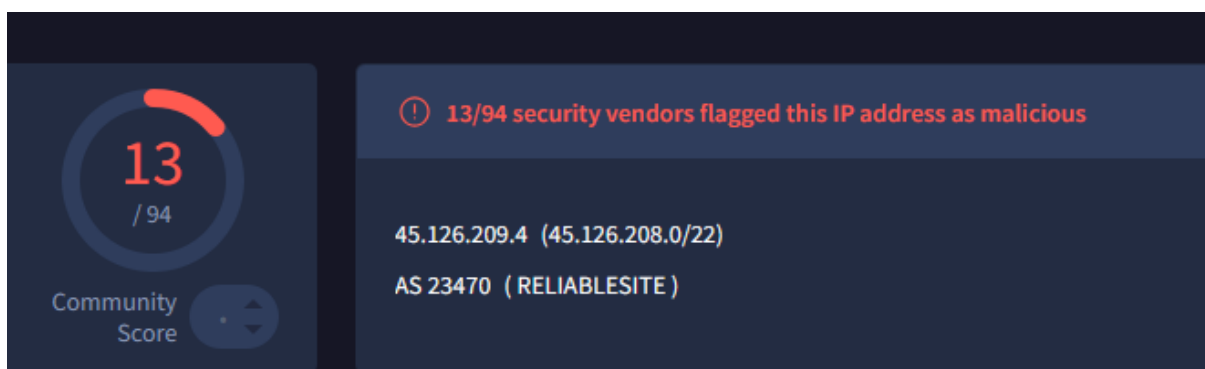 13
/ 94
Community
Score
13/94 security vendors flagged this IP address as malicious
45.126.209.4 (45.126.208.0/22)
AS 23470 ( RELIABLESITE )